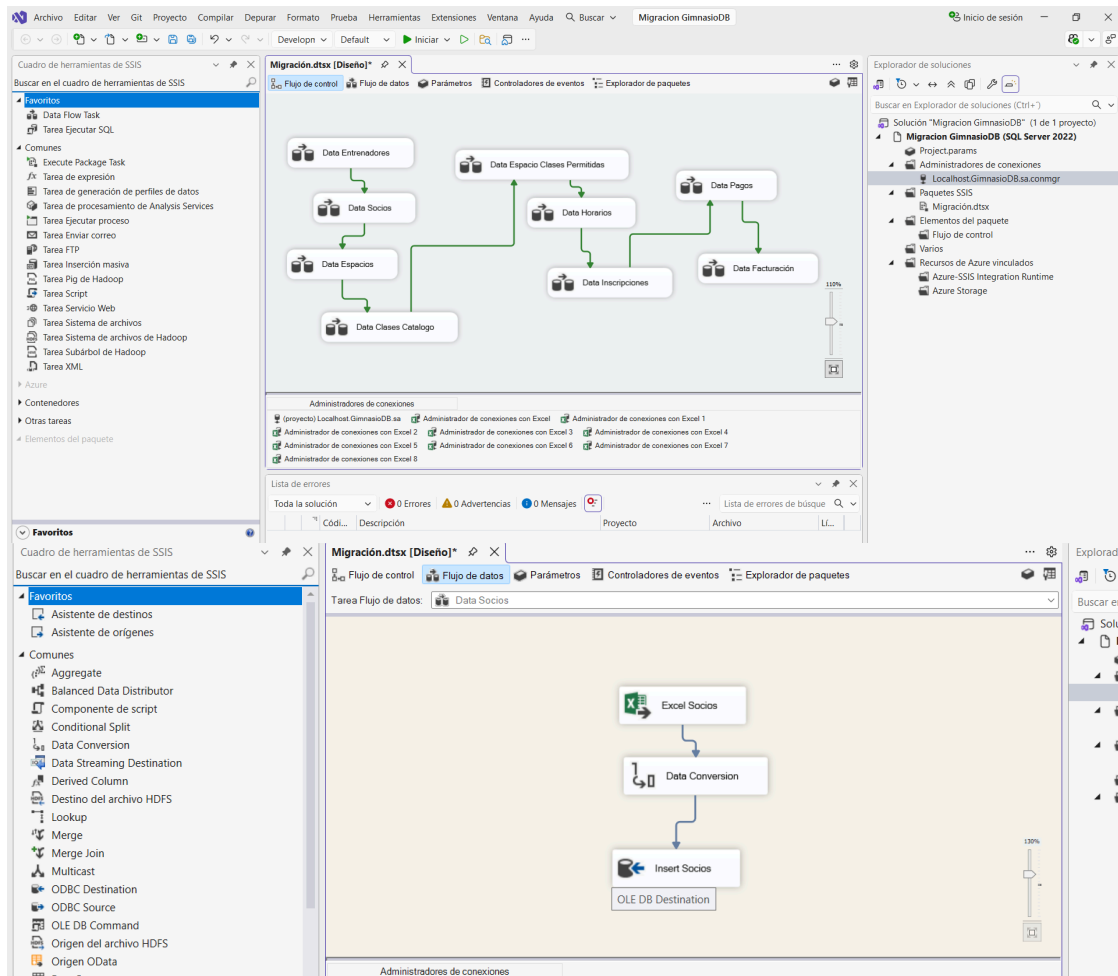 Archivo Editar Ver Git Proyecto Compilar Depurar Formato Prueba Herramientas Extensiones Ventana Ayuda Buscar Migracion GimnasioDB Inicio de sesión
Developn Default Iniciar
Cuadro de herramientas de SSIS
Buscar en el cuadro de herramientas de SSIS
Favoritos
Data Flow Task
Tarea Ejecutar SQL
Comunes
Execute Package Task
Tarea de expresión
Tarea de generación de perfiles de datos
Tarea de procesamiento de Analysis Services
Tarea Ejecutar proceso
Tarea Enviar correo
Tarea FTP
Tarea Inserción masiva
Tarea Pig de Hadoop
Tarea Script
Tarea Servicio Web
Tarea Sistema de archivos
Tarea Sistema de archivos de Hadoop
Tarea Subárbol de Hadoop
Tarea XML
Azure
Contenedores
Otras tareas
Elementos del paquete
Favoritos
Migración.dtsx [Diseño]*
Flujo de control Flujo de datos Parámetros Controladores de eventos Explorador de paquetes
Data Entrenadores
Data Socios
Data Espacios
Data Clases Catalogo
Data Espacio Clases Permitidas
Data Horarios
Data Inscripciones
Data Pagos
Data Facturación
110%
Administradores de conexiones
(proyecto) Localhost.GimnasioDB.sa Administrador de conexiones con Excel Administrador de conexiones con Excel 1
Administrador de conexiones con Excel 2 Administrador de conexiones con Excel 3 Administrador de conexiones con Excel 4
Administrador de conexiones con Excel 5 Administrador de conexiones con Excel 6 Administrador de conexiones con Excel 7
Administrador de conexiones con Excel 8
Lista de errores
Toda la solución 0 Errores 0 Advertencias 0 Mensajes Lista de errores de búsque
Códi... Descripción Proyecto Archivo Lí...
Explorador de soluciones
Buscar en Explorador de soluciones (Ctrl+¨)
Solución "Migracion GimnasioDB" (1 de 1 proyecto)
Migracion GimnasioDB (SQL Server 2022)
Project.params
Administradores de conexiones
Localhost.GimnasioDB.sa.conmgr
Paquetes SSIS
Migración.dtsx
Elementos del paquete
Flujo de control
Varios
Recursos de Azure vinculados
Azure-SSIS Integration Runtime
Azure Storage
Cuadro de herramientas de SSIS
Buscar en el cuadro de herramientas de SSIS
Favoritos
Asistente de destinos
Asistente de orígenes
Comunes
Aggregate
Balanced Data Distributor
Componente de script
Conditional Split
Data Conversion
Data Streaming Destination
Derived Column
Destino del archivo HDFS
Lookup
Merge
Merge Join
Multicast
ODBC Destination
ODBC Source
OLE DB Command
Origen del archivo HDFS
Origen OData
Migración.dtsx [Diseño]*
Flujo de control Flujo de datos Parámetros Controladores de eventos Explorador de paquetes
Tarea Flujo de datos: Data Socios
Excel Socios
Data Conversion
Insert Socios
OLE DB Destination
130%
Administradores de conexiones
Explorad
Buscar e
Solu